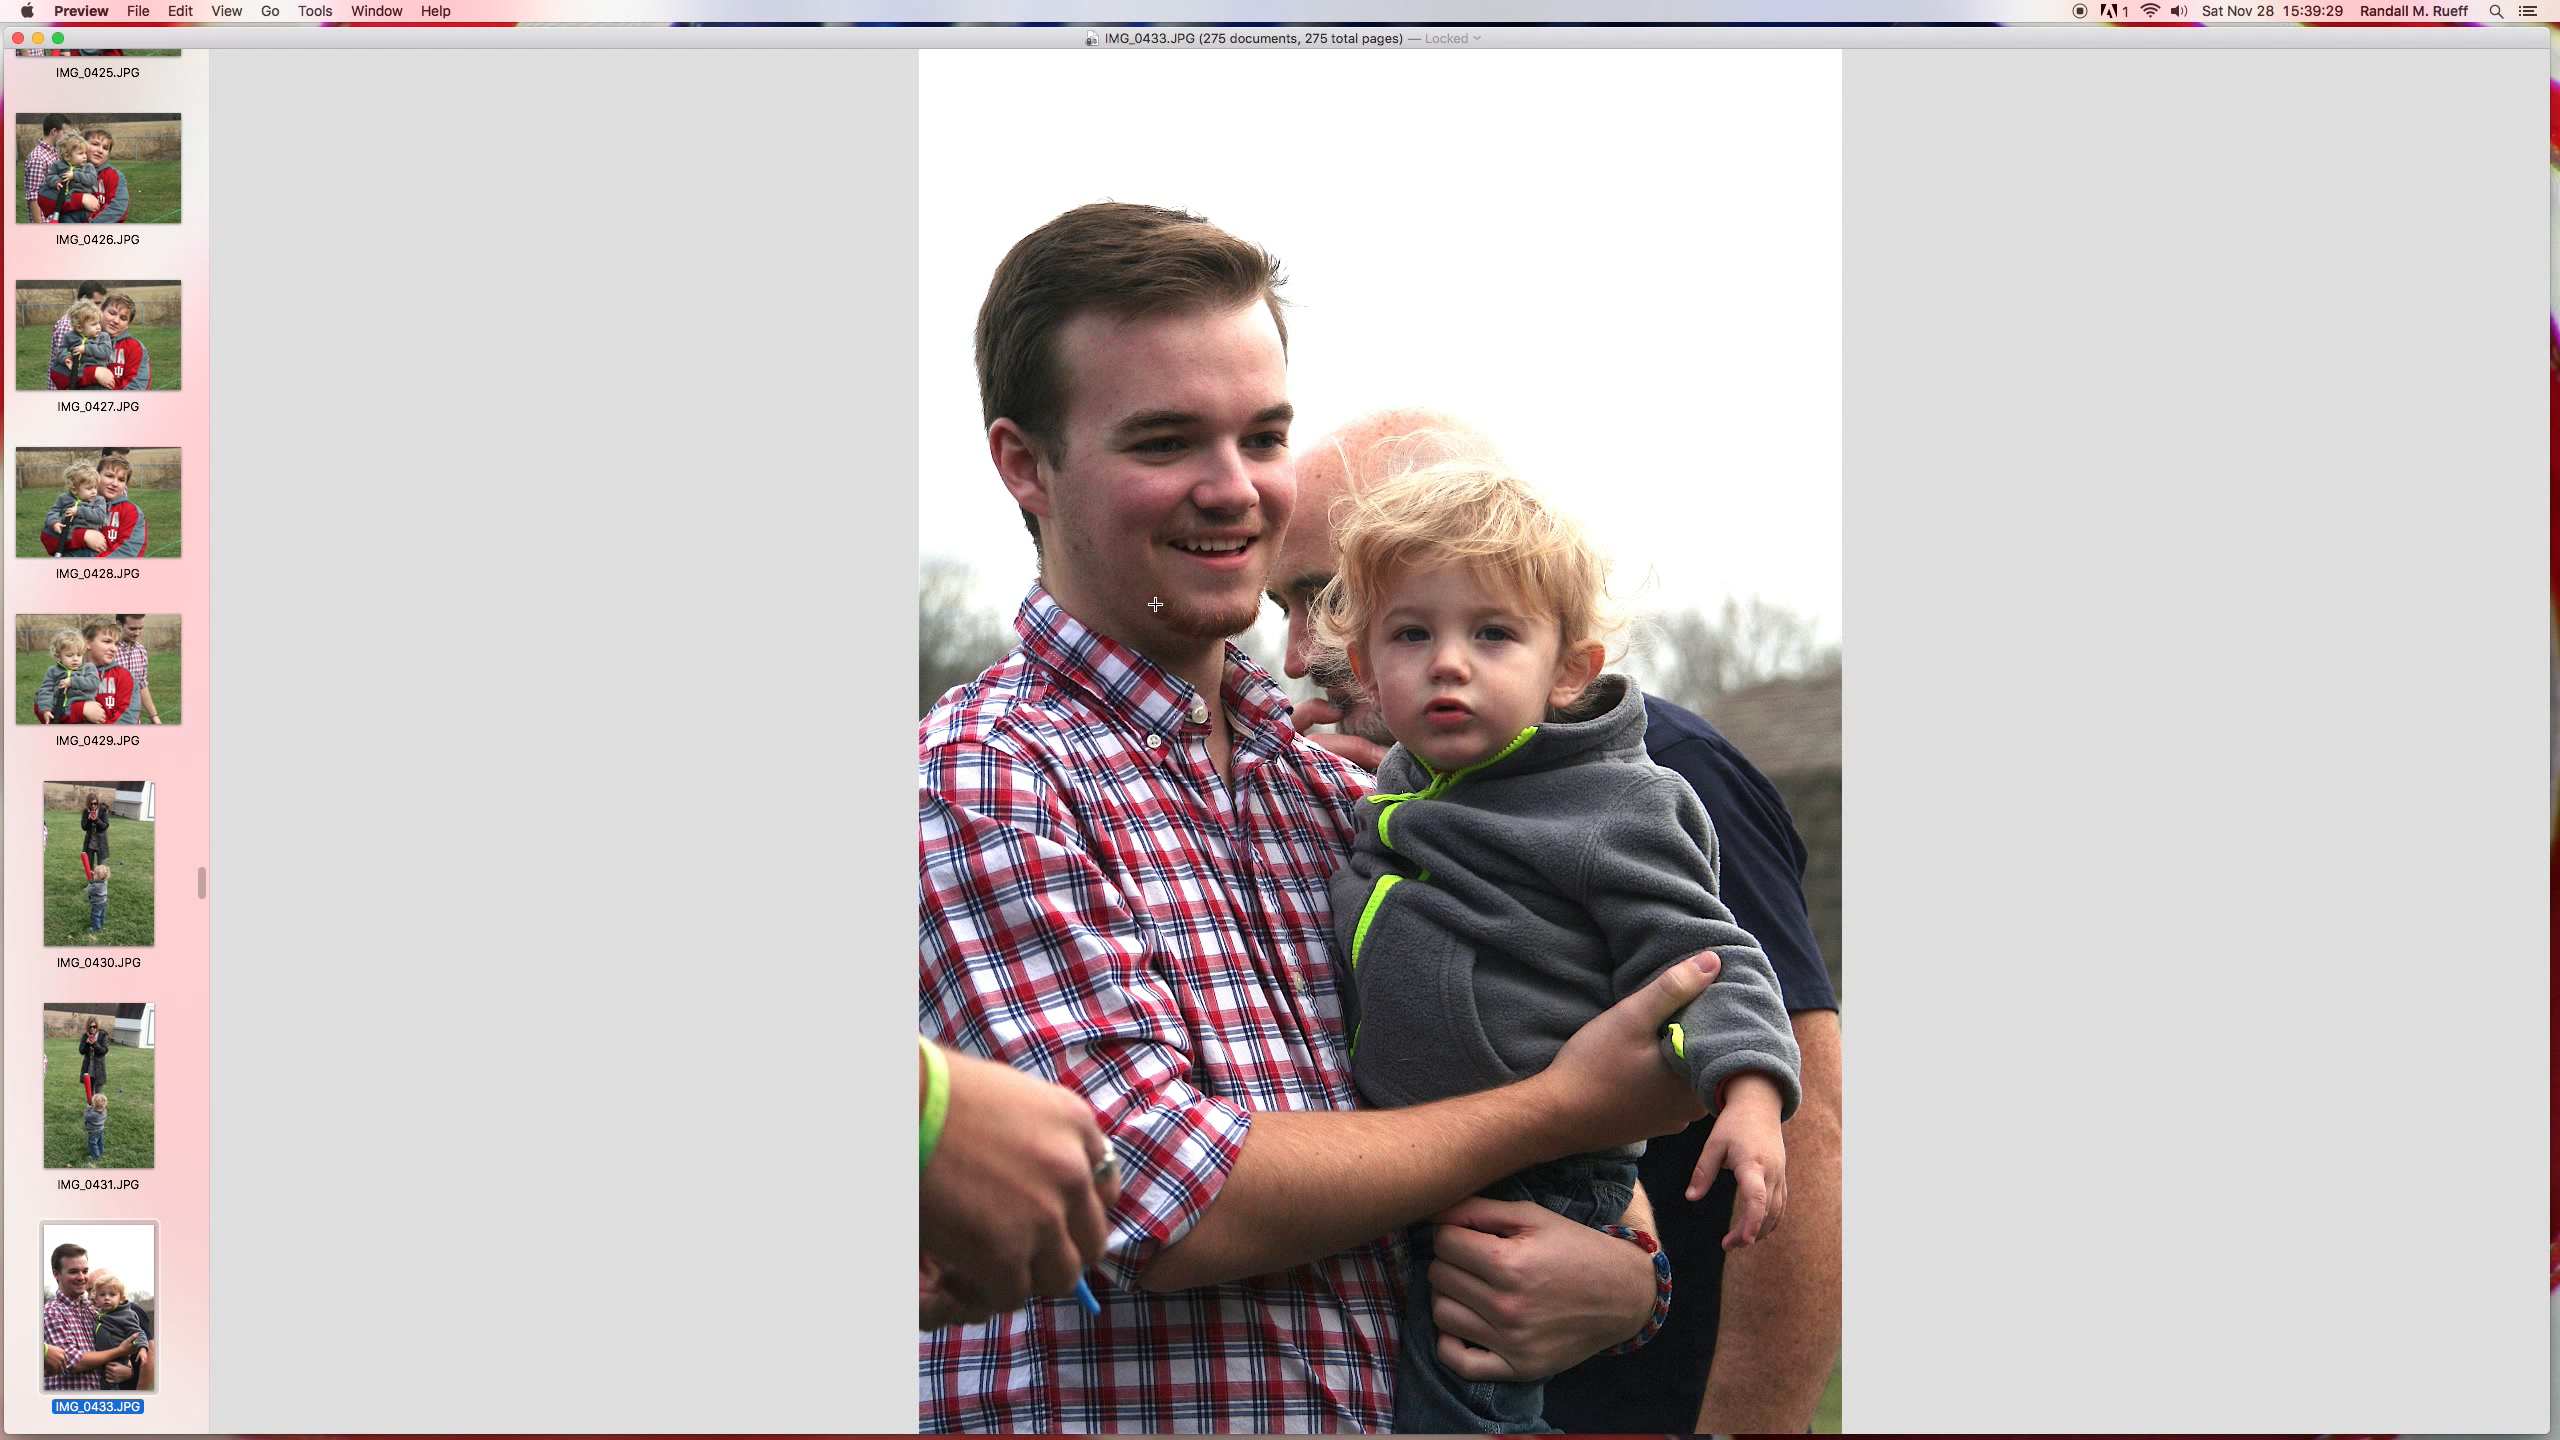 Preview File Edit View Go Tools Window Help
1 Sat Nov 28 15:39:29 Randall M. Rueff
IMG_0433.JPG (275 documents, 275 total pages) — Locked
IMG_0425.JPG
IMG_0426.JPG
IMG_0427.JPG
IMG_0428.JPG
IMG_0429.JPG
IMG_0430.JPG
IMG_0431.JPG
IMG_0433.JPG